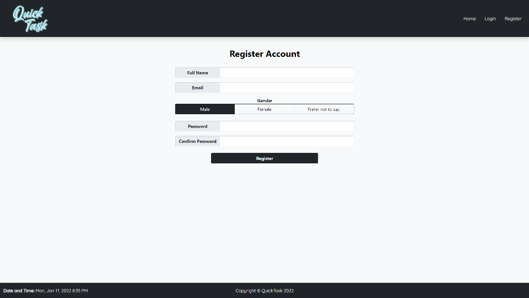 Quick
Task
Home Login Register
Register Account
Full Name
Email
Gender
Male Female Prefer not to say
Password
Confirm Password
Register
Date and Time: Mon, Jan 17, 2022 8:35 PM
Copyright © QuickTask 2022